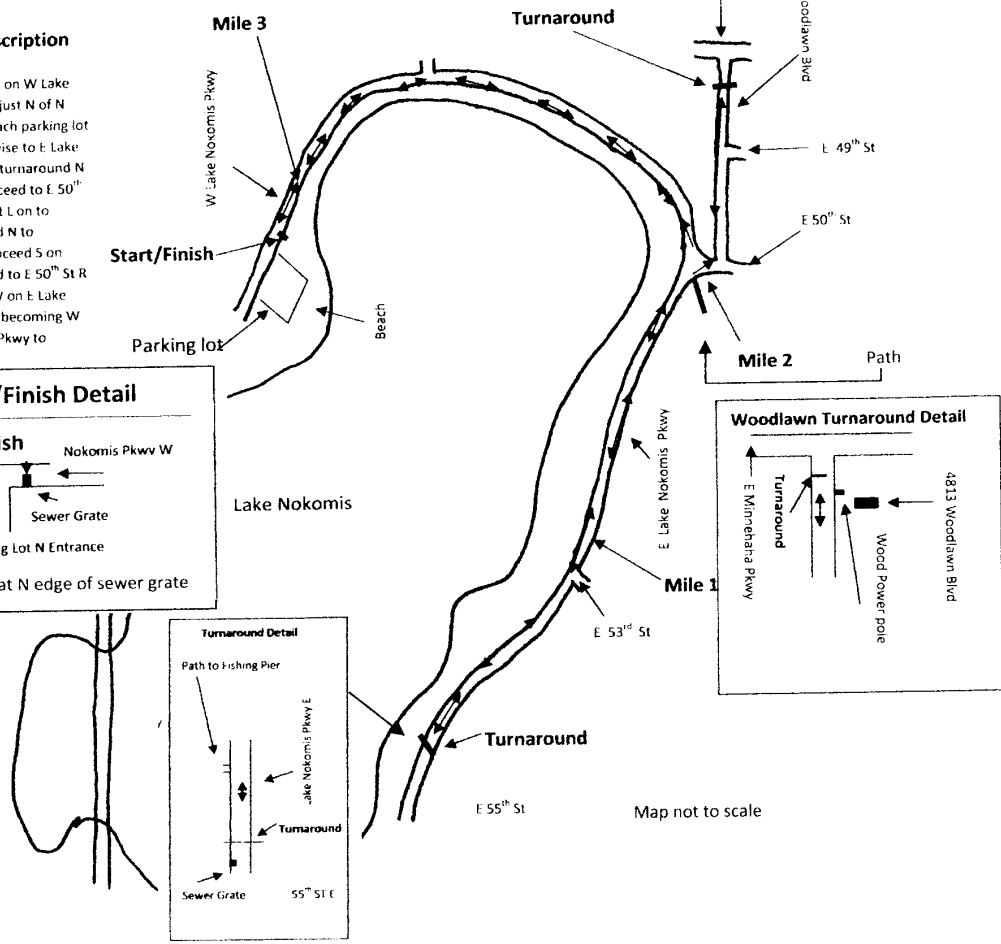 scription
on W Lake
just N of N
ach parking lot
vise to E Lake
turnaround N
ceed to E 50th
t L on to
d N to
oceed S on
d to E 50th St R
V on E Lake
becoming W
Pkwy to
Mile 3
Turnaround
oodlawn Blvd
W Lake Nokomis Pkwy
E 49th St
E 50th St
Start/Finish
Parking lot
Beach
Mile 2
Path
/Finish Detail
ish
Nokomis Pkwy W
Sewer Grate
g Lot N Entrance
at N edge of sewer grate
Lake Nokomis
E Lake Nokomis Pkwy
Mile 1
E 53rd St
Woodlawn Turnaround Detail
E Minnehaha Pkwy
Turnaround
Wood Power pole
4813 Woodlawn Blvd
Turnaround Detail
Path to Fishing Pier
Lake Nokomis Pkwy E
Turnaround
Sewer Grate
55th ST E
Turnaround
E 55th St
Map not to scale